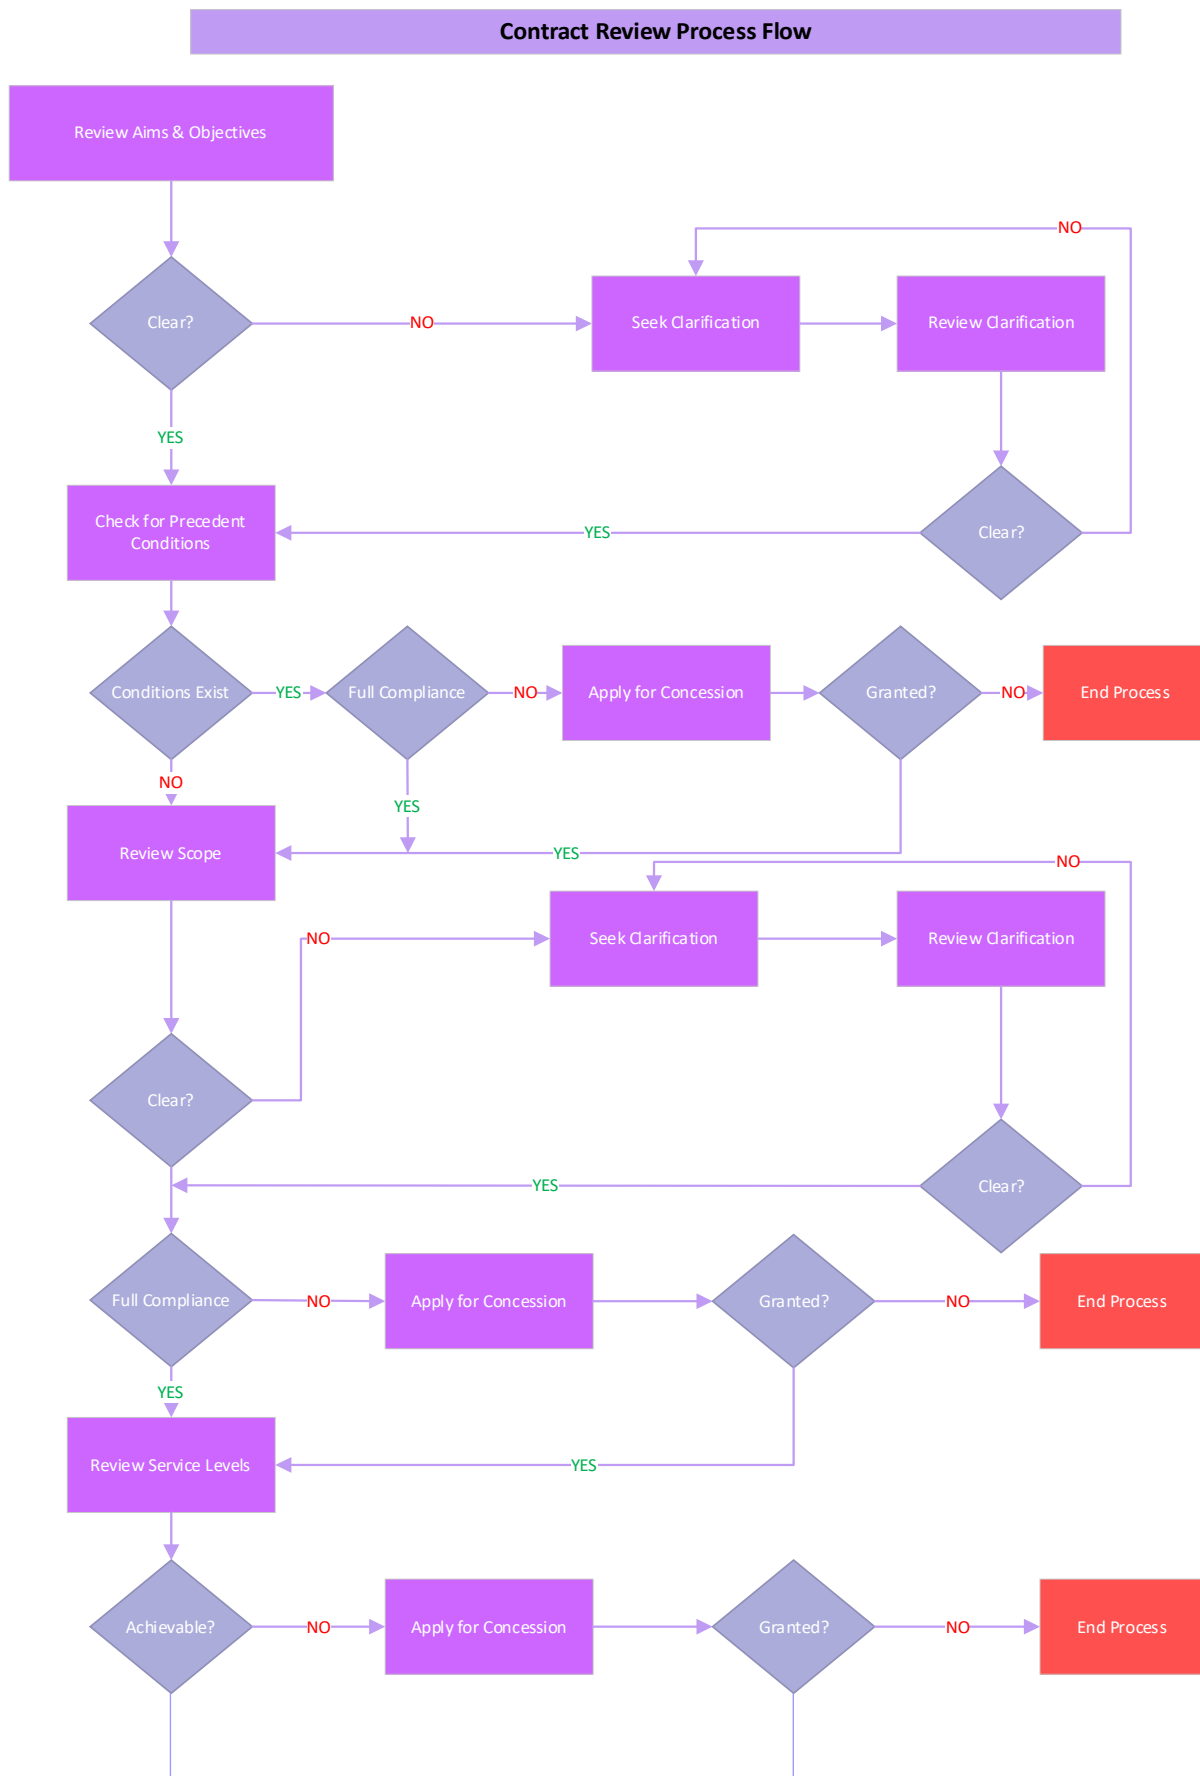 Contract Review Process Flow
Review Aims & Objectives
NO
Clear?
NO
Seek Clarification
Review Clarification
YES
Check for Precedent
Conditions
YES
Clear?
Conditions Exist
YES
Full Compliance
NO
Apply for Concession
Granted?
NO
End Process
NO
YES
Review Scope
YES
NO
NO
Seek Clarification
Review Clarification
Clear?
YES
Clear?
Full Compliance
NO
Apply for Concession
Granted?
NO
End Process
YES
Review Service Levels
YES
Achievable?
NO
Apply for Concession
Granted?
NO
End Process